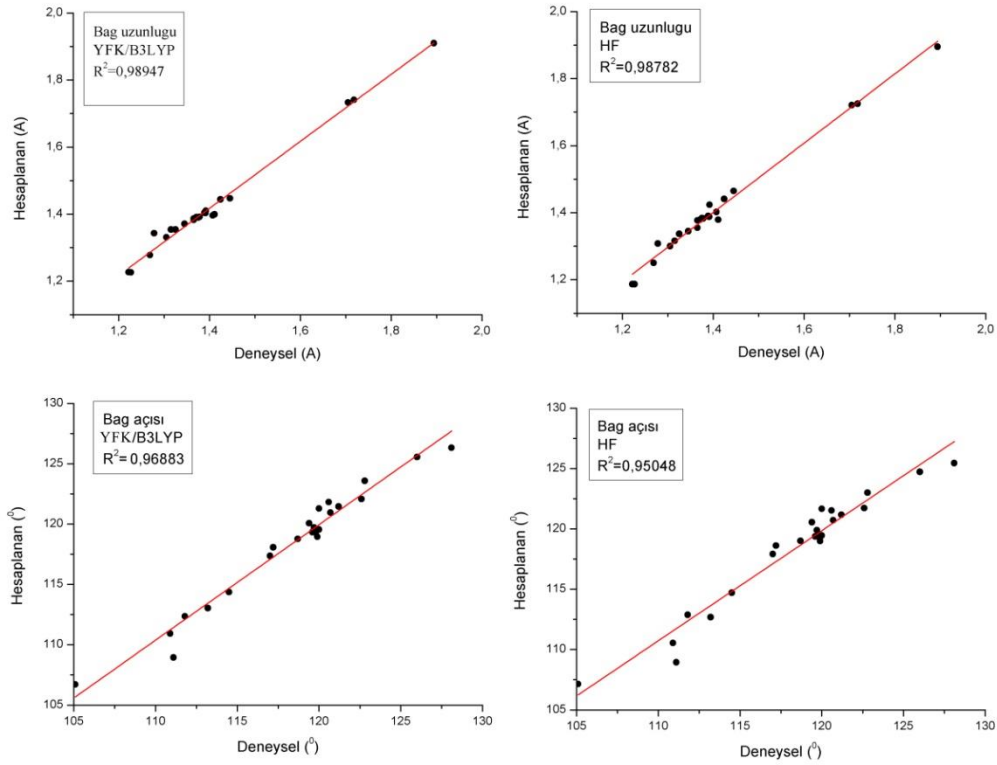 Bag uzunlugu
YFK/B3LYP
R²=0,98947
Hesaplanan (A)
2,0
1,8
1,6
1,4
1,2
1,2
1,4
1,6
1,8
2,0
Deneysel (A)
Bag uzunlugu
HF
R²=0,98782
Hesaplanan (A)
2,0
1,8
1,6
1,4
1,2
1,2
1,4
1,6
1,8
2,0
Deneysel (A)
Bag açısı
YFK/B3LYP
R²= 0,96883
Hesaplanan (⁰)
130
125
120
115
110
105
105
110
115
120
125
130
Deneysel (⁰)
Bag açısı
HF
R²=0,95048
Hesaplanan (⁰)
130
125
120
115
110
105
105
110
115
120
125
130
Deneysel (⁰)